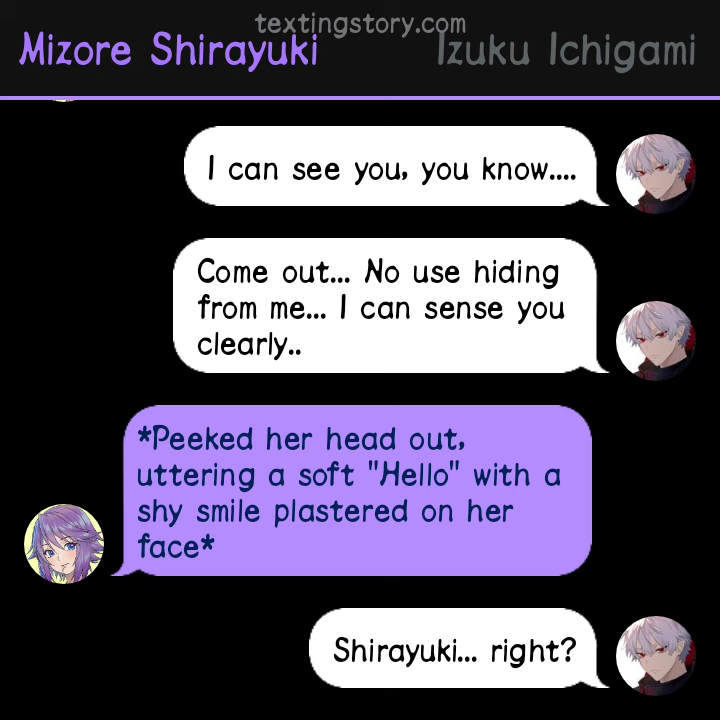 textingstory.com
Mizore Shirayuki
Izuku Ichigami
I can see you, you know....
Come out... No use hiding
from me... I can sense you
clearly..
*Peeked her head out,
uttering a soft "Hello" with a
shy smile plastered on her
face*
Shirayuki... right?